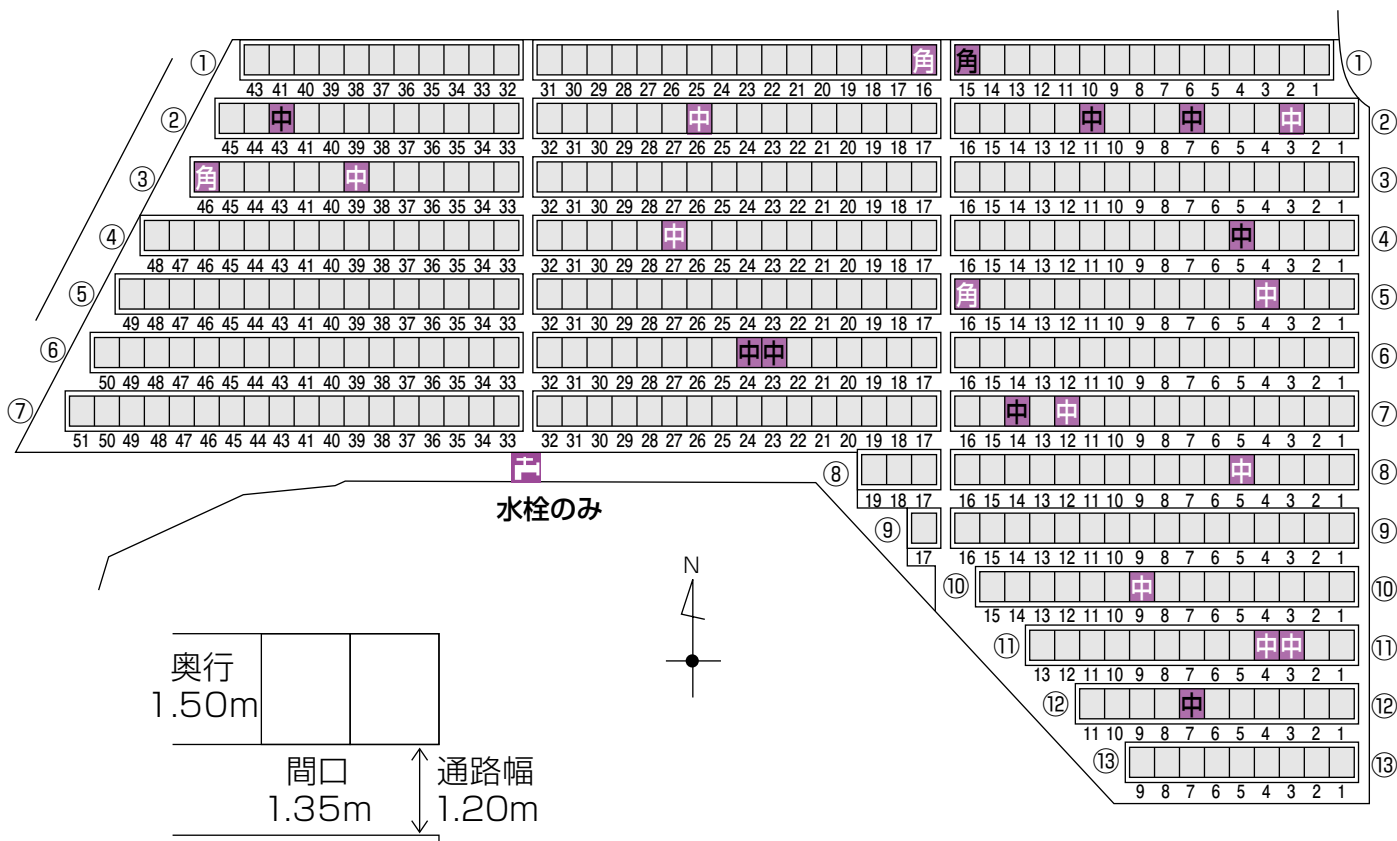 ① 角 角 ①
43 41 40 39 38 37 36 35 34 33 32 31 30 29 28 27 26 25 24 23 22 21 20 19 18 17 16 15 14 13 12 11 10 9 8 7 6 5 4 3 2 1
② 中 中 中 中 中 ②
45 44 43 41 40 39 38 37 36 35 34 33 32 31 30 29 28 27 26 25 24 23 22 21 20 19 18 17 16 15 14 13 12 11 10 9 8 7 6 5 4 3 2 1
③ 角 中 ③
46 45 44 43 41 40 39 38 37 36 35 34 33 32 31 30 29 28 27 26 25 24 23 22 21 20 19 18 17 16 15 14 13 12 11 10 9 8 7 6 5 4 3 2 1
④ 中 中 ④
48 47 46 45 44 43 41 40 39 38 37 36 35 34 33 32 31 30 29 28 27 26 25 24 23 22 21 20 19 18 17 16 15 14 13 12 11 10 9 8 7 6 5 4 3 2 1
⑤ 角 中 ⑤
49 48 47 46 45 44 43 41 40 39 38 37 36 35 34 33 32 31 30 29 28 27 26 25 24 23 22 21 20 19 18 17 16 15 14 13 12 11 10 9 8 7 6 5 4 3 2 1
⑥ 中 中 ⑥
50 49 48 47 46 45 44 43 41 40 39 38 37 36 35 34 33 32 31 30 29 28 27 26 25 24 23 22 21 20 19 18 17 16 15 14 13 12 11 10 9 8 7 6 5 4 3 2 1
⑦ 中 中 ⑦
51 50 49 48 47 46 45 44 43 41 40 39 38 37 36 35 34 33 32 31 30 29 28 27 26 25 24 23 22 21 20 19 18 17 16 15 14 13 12 11 10 9 8 7 6 5 4 3 2 1
⑧ 中 ⑧
19 18 17 16 15 14 13 12 11 10 9 8 7 6 5 4 3 2 1
水栓のみ
⑨ ⑨
17 16 15 14 13 12 11 10 9 8 7 6 5 4 3 2 1
N
⑩ 中 ⑩
15 14 13 12 11 10 9 8 7 6 5 4 3 2 1
⑪ 中 中 ⑪
13 12 11 10 9 8 7 6 5 4 3 2 1
⑫ 中 ⑫
11 10 9 8 7 6 5 4 3 2 1
⑬ ⑬
9 8 7 6 5 4 3 2 1
奥行
1.50m
間口
1.35m
通路幅
1.20m